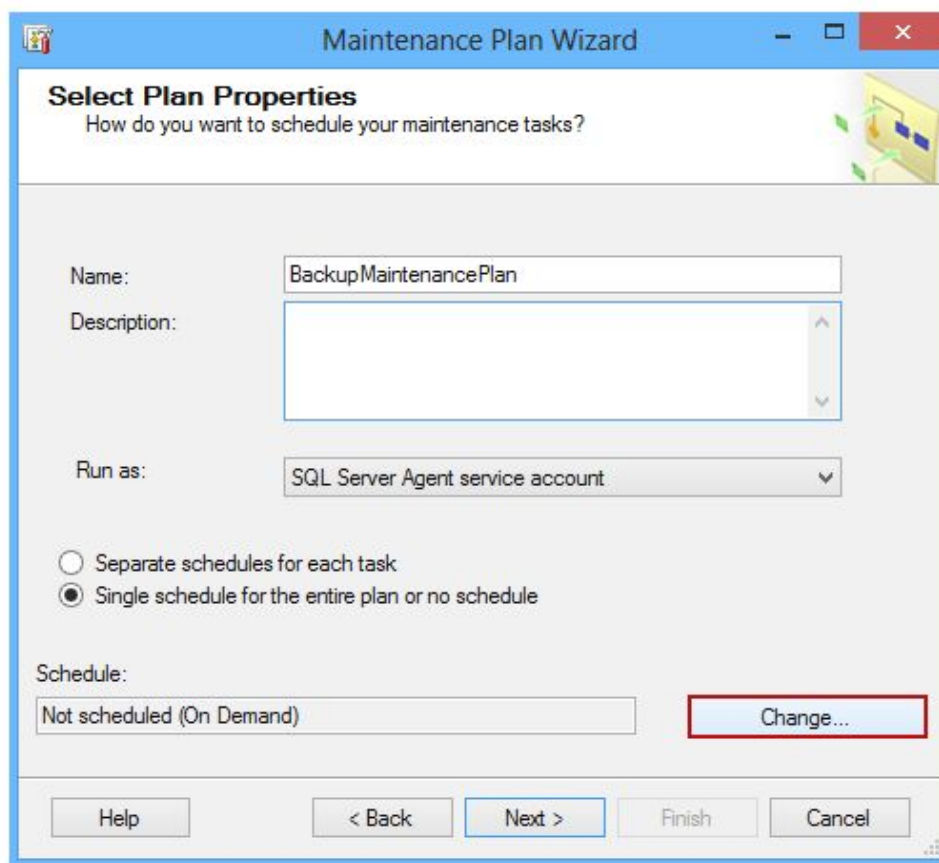 Maintenance Plan Wizard
Select Plan Properties
How do you want to schedule your maintenance tasks?
Name:
BackupMaintenancePlan
Description:
Run as:
SQL Server Agent service account
Separate schedules for each task
Single schedule for the entire plan or no schedule
Schedule:
Not scheduled (On Demand)
Change...
Help
< Back
Next >
Finish
Cancel